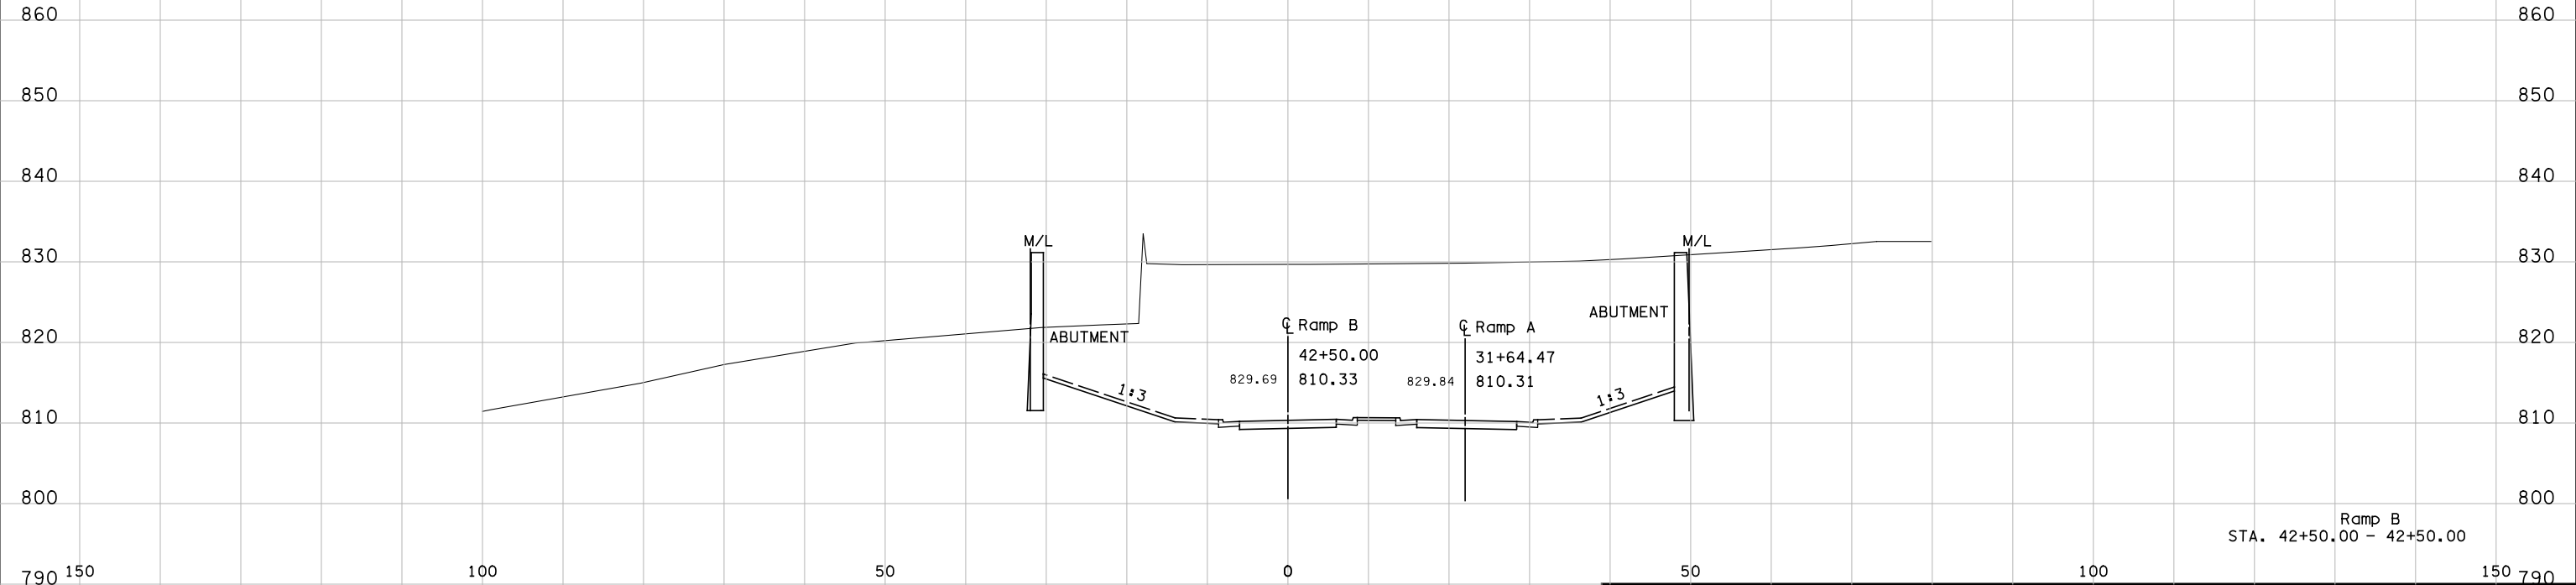 860 860
850 850
840 840
M/L M/L
830 830
ABUTMENT
820 820
℄ Ramp B ℄ Ramp A
ABUTMENT
42+50.00 31+64.47
829.69 810.33 829.84 810.31
1:3 1:3
810 810
800 800
Ramp B
STA. 42+50.00 - 42+50.00
790 150 100 50 0 50 100 150 790